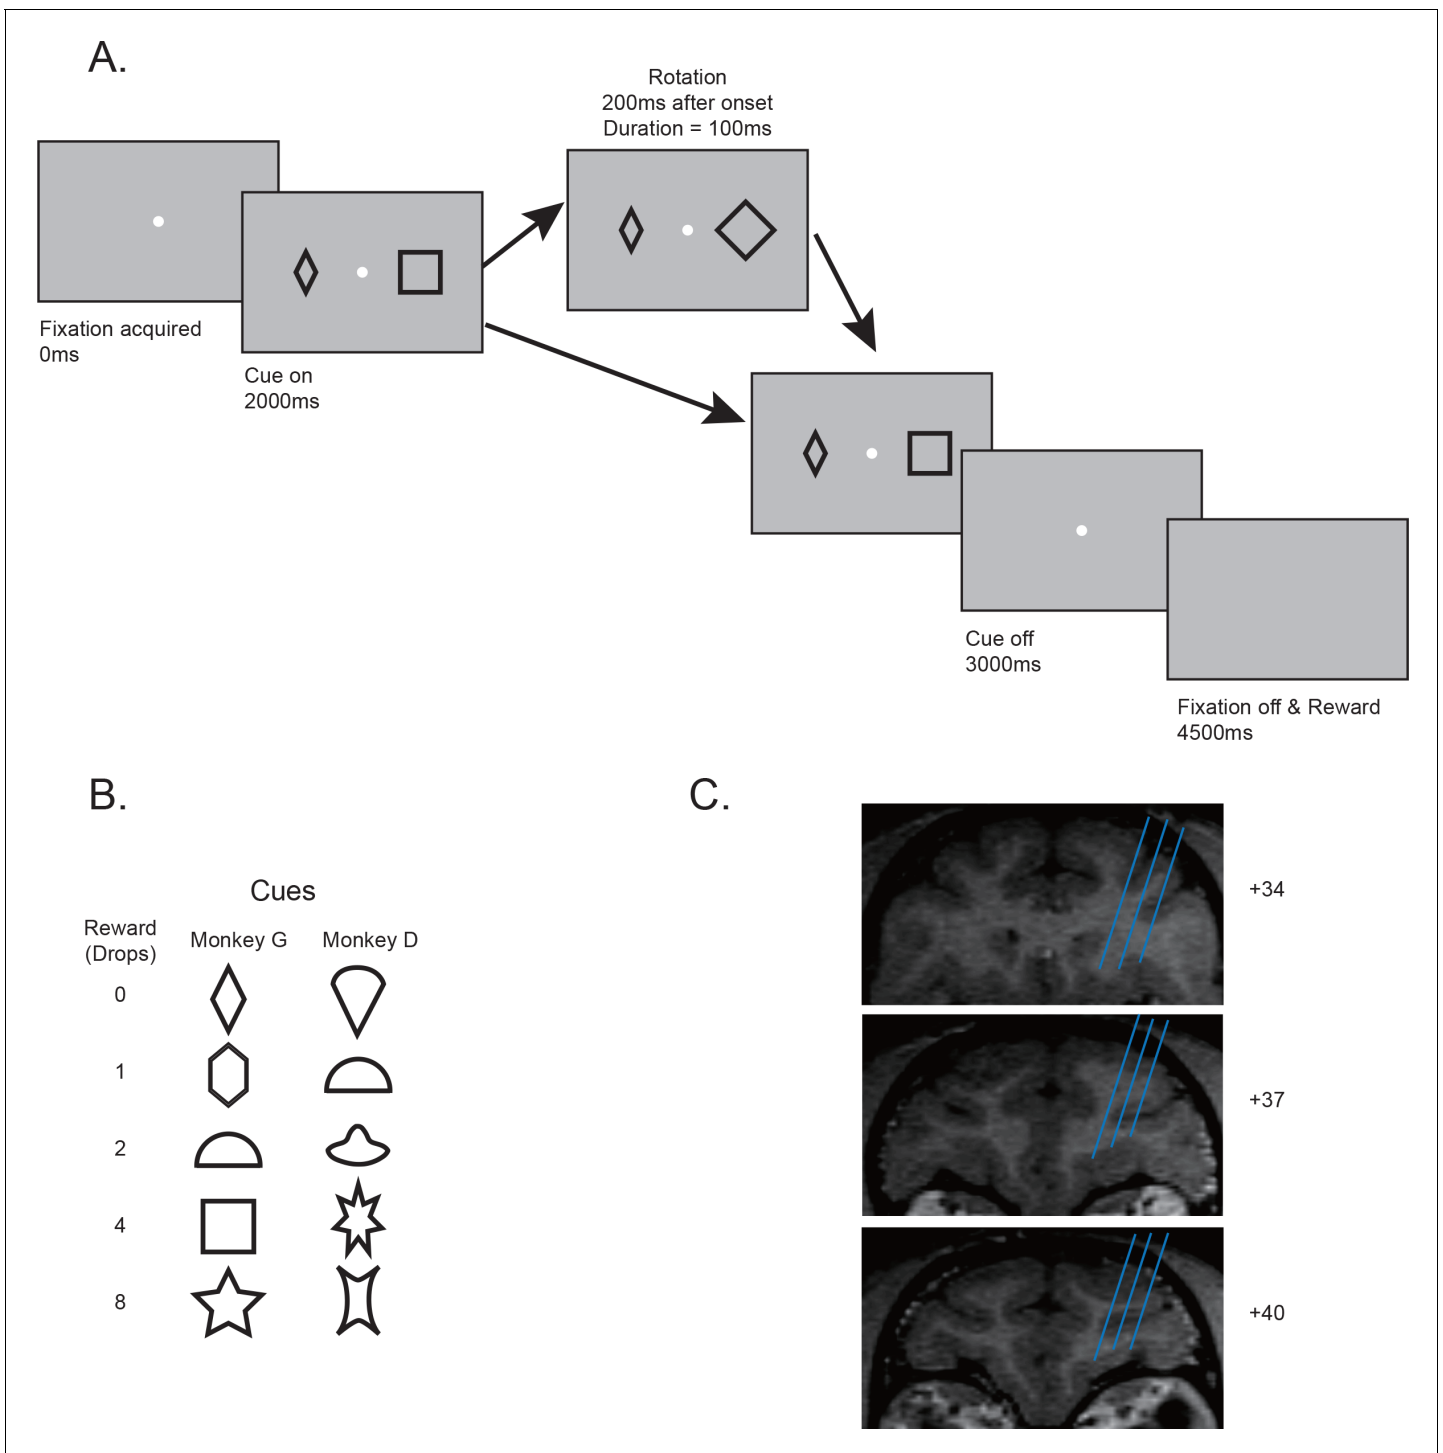 A.
Rotation
200ms after onset
Duration = 100ms
Fixation acquired
0ms
Cue on
2000ms
Cue off
3000ms
Fixation off & Reward
4500ms
B.
Cues
Reward
(Drops)
Monkey G
Monkey D
0
1
2
4
8
C.
+34
+37
+40